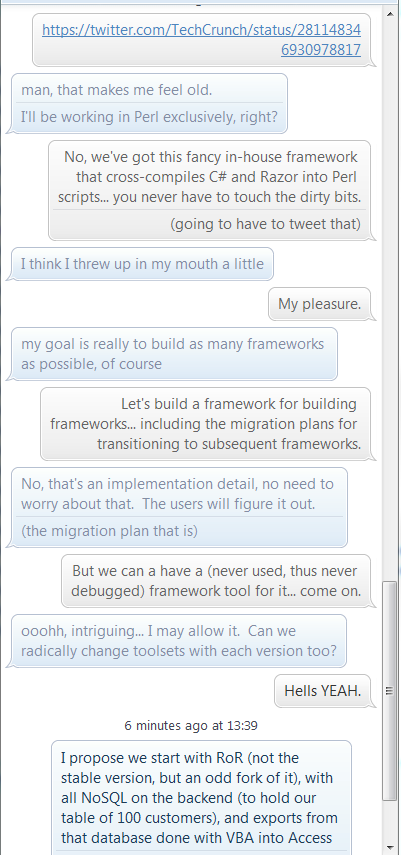 https://twitter.com/TechCrunch/status/28114834
6930978817
man, that makes me feel old.
I'll be working in Perl exclusively, right?
No, we've got this fancy in-house framework
that cross-compiles C# and Razor into Perl
scripts... you never have to touch the dirty bits.
(going to have to tweet that)
I think I threw up in my mouth a little
My pleasure.
my goal is really to build as many frameworks
as possible, of course
Let's build a framework for building
frameworks... including the migration plans for
transitioning to subsequent frameworks.
No, that's an implementation detail, no need to
worry about that.  The users will figure it out.
(the migration plan that is)
But we can a have a (never used, thus never
debugged) framework tool for it... come on.
ooohh, intriguing... I may allow it.  Can we
radically change toolsets with each version too?
Hells YEAH.
6 minutes ago at 13:39
I propose we start with RoR (not the
stable version, but an odd fork of it), with
all NoSQL on the backend (to hold our
table of 100 customers), and exports from
that database done with VBA into Access